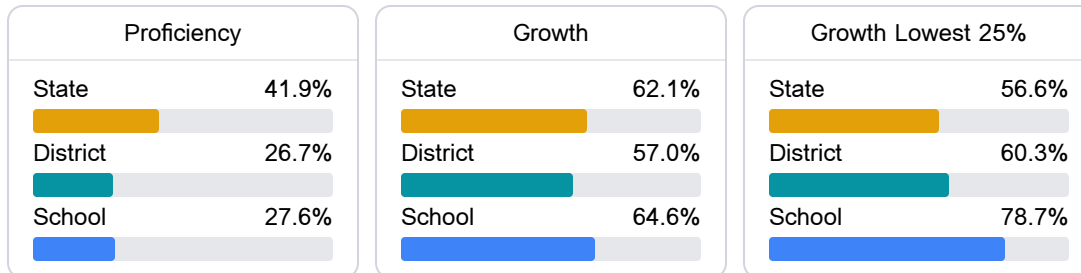 Proficiency
State 41.9%
District 26.7%
School 27.6%
Growth
State 62.1%
District 57.0%
School 64.6%
Growth Lowest 25%
State 56.6%
District 60.3%
School 78.7%